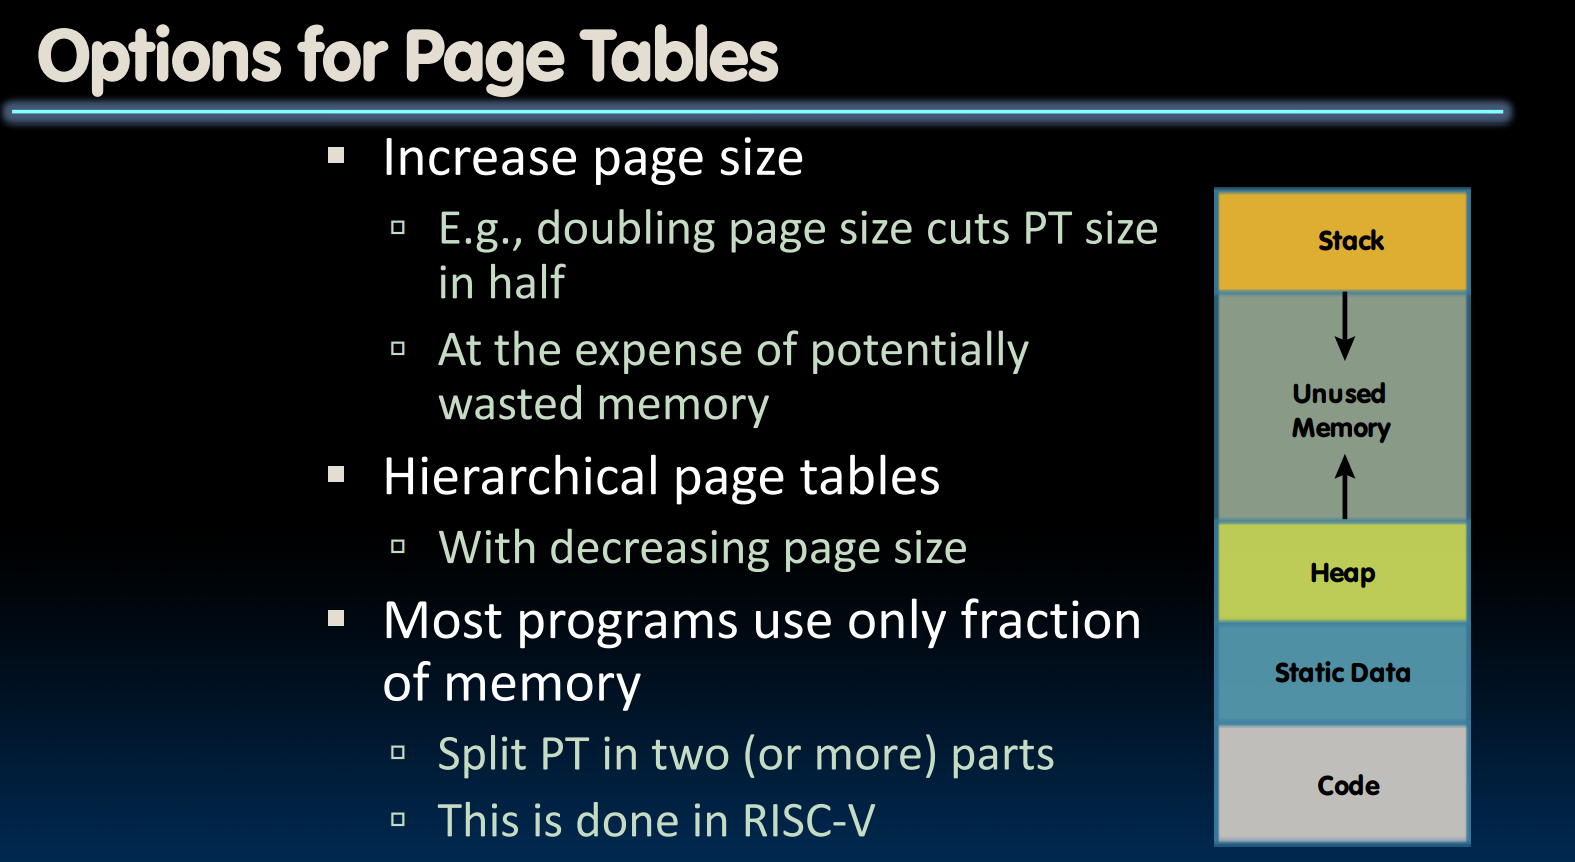 Options for Page Tables
Increase page size
E.g., doubling page size cuts PT size
in half
At the expense of potentially
wasted memory
Hierarchical page tables
With decreasing page size
Most programs use only fraction
of memory
Split PT in two (or more) parts
This is done in RISC-V
Stack
Unused
Memory
Heap
Static Data
Code